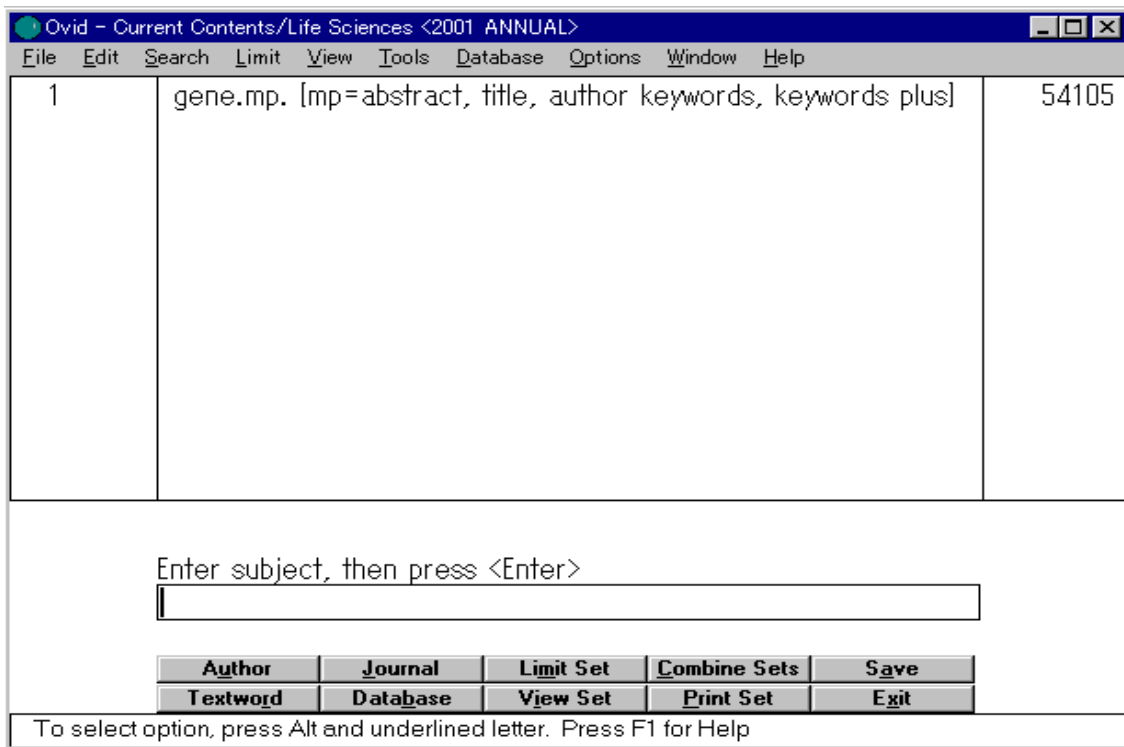 Ovid - Current Contents/Life Sciences <2001 ANNUAL>
File Edit Search Limit View Tools Database Options Window Help
1 gene.mp. [mp=abstract, title, author keywords, keywords plus] 54105
Enter subject, then press <Enter>
Author Journal Limit Set Combine Sets Save
Textword Database View Set Print Set Exit
To select option, press Alt and underlined letter. Press F1 for Help